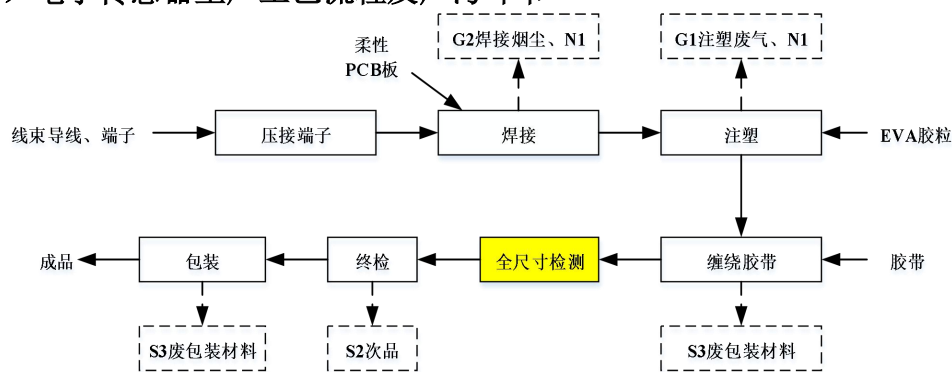 柔性
PCB板
G2焊接烟尘、N1
G1注塑废气、N1
线束导线、端子
压接端子
焊接
注塑
EVA胶粒
成品
包装
终检
全尺寸检测
缠绕胶带
胶带
S3废包装材料
S2次品
S3废包装材料